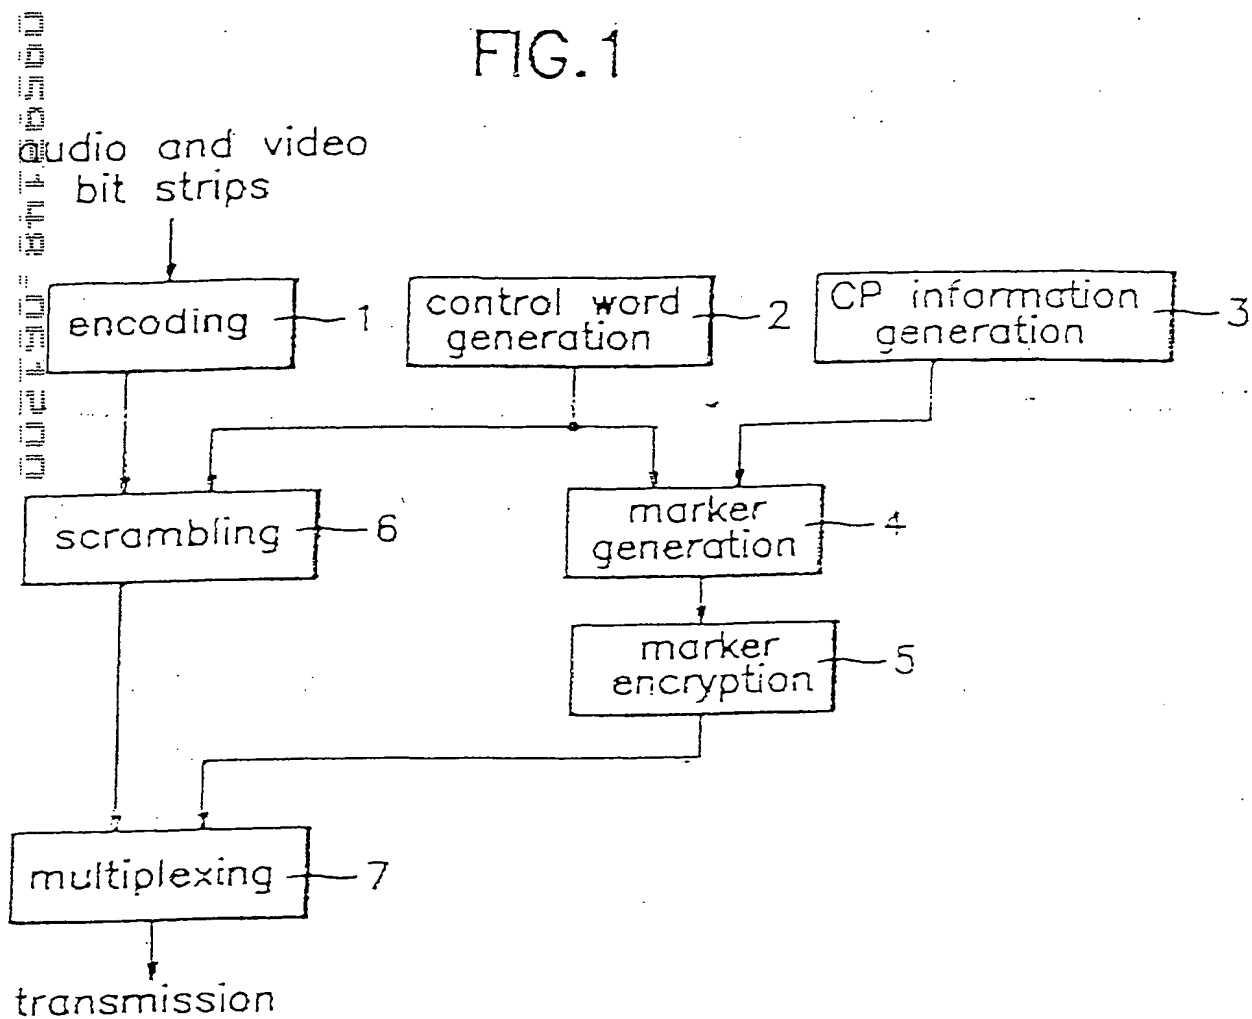 FIG.1
audio and video
bit strips
encoding
1
control word
generation
2
CP information
generation
3
scrambling
6
marker
generation
4
marker
encryption
5
multiplexing
7
transmission